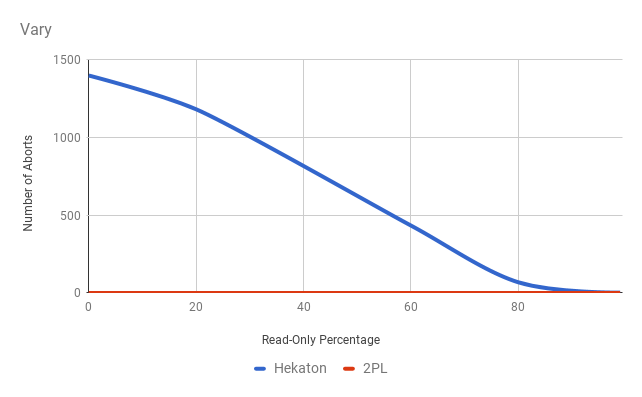 Vary
1500
1000
500
0
Number of Aborts
0 20 40 60 80
Read-Only Percentage
Hekaton 2PL